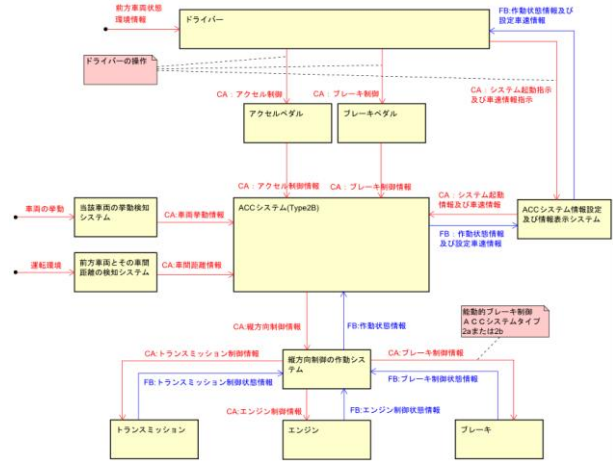 前方車両状態
環境情報
ドライバー
FB:作動状態情報及び
設定車速情報
ドライバーの操作
CA：アクセル制御
CA：ブレーキ制御
CA：システム起動指示
及び車速情報指示
アクセルペダル
ブレーキペダル
CA：アクセル制御情報
CA：ブレーキ制御情報
CA：システム起動
情報及び車速情報
車両の挙動
当該車両の挙動検知
システム
CA:車両挙動情報
ACCシステム(Type2B)
ACCシステム情報設定
及び情報表示システム
FB：作動状態情報
及び設定車速情報
運転環境
前方車両とその車間
距離の検知システム
CA:車間距離情報
能動的ブレーキ制御
ＡＣＣシステムタイプ
2aまたは2b
CA:縦方向制御情報
FB:作動状態情報
CA:トランスミッション制御情報
縦方向制御の作動シ
ステム
CA:ブレーキ制御情報
FB:トランスミッション制御状態情報
FB:ブレーキ制御状態情報
CA:エンジン制御情報
FB:エンジン制御状態情報
トランスミッション
エンジン
ブレーキ